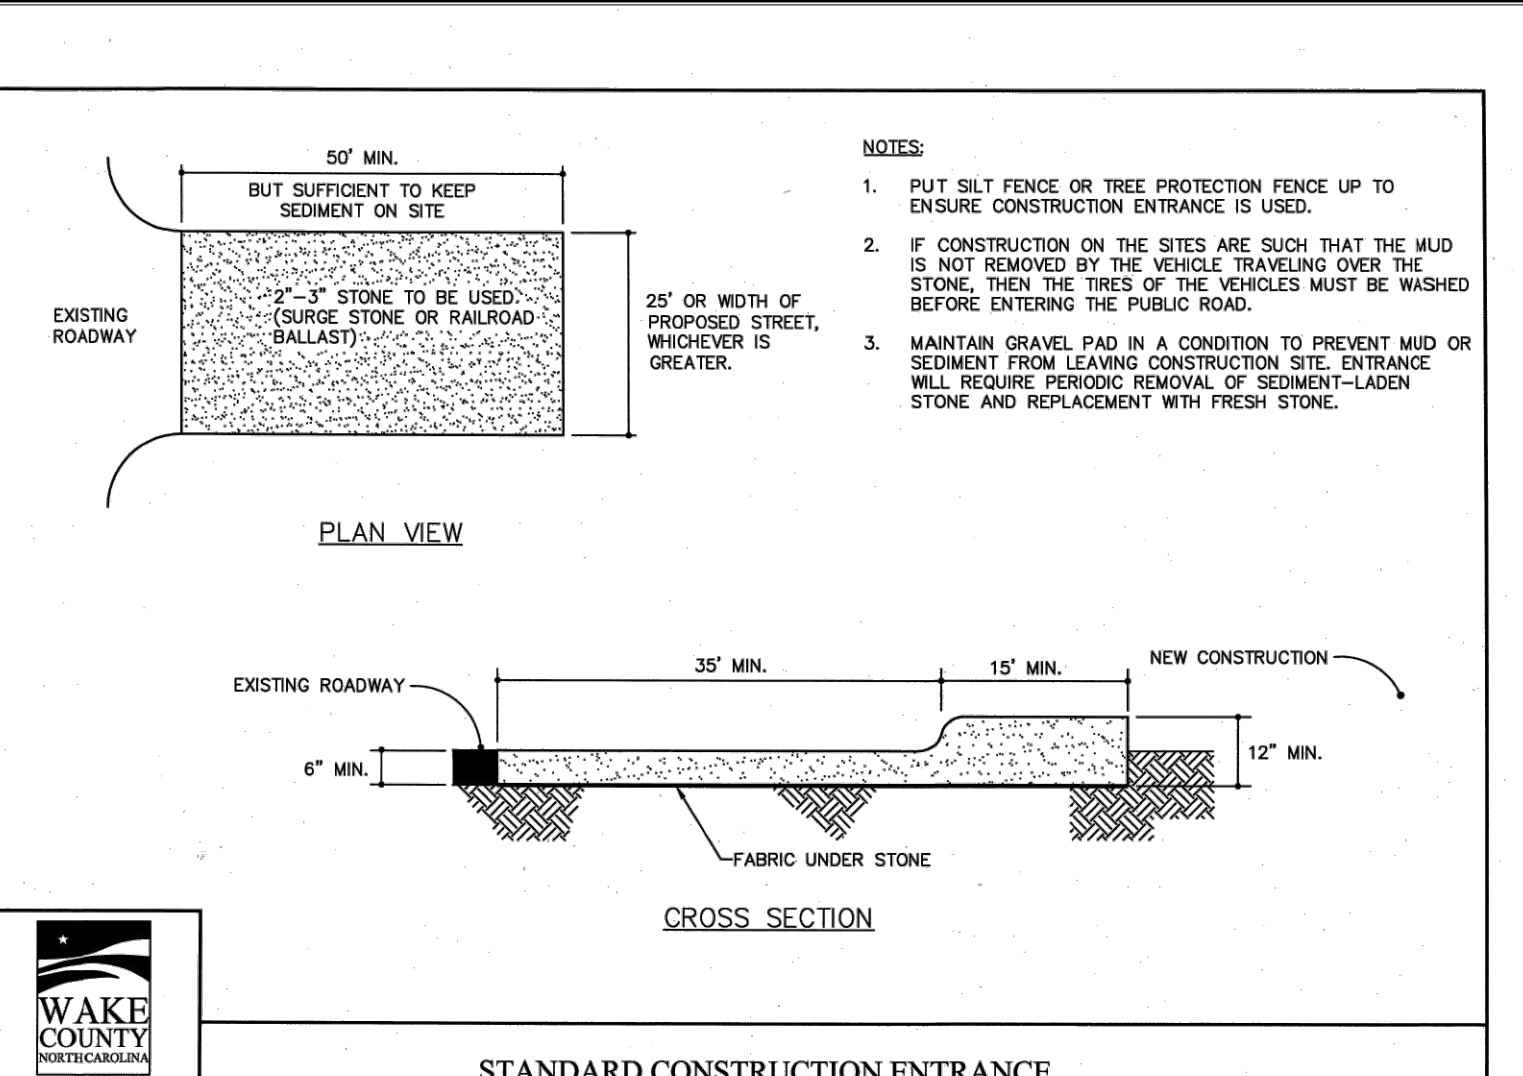 50' MIN.
BUT SUFFICIENT TO KEEP
SEDIMENT ON SITE
EXISTING
ROADWAY
2"-3" STONE TO BE USED.
(SURGE STONE OR RAILROAD
BALLAST)
25' OR WIDTH OF
PROPOSED STREET,
WHICHEVER IS
GREATER.
PLAN VIEW
NOTES:
1. PUT SILT FENCE OR TREE PROTECTION FENCE UP TO
ENSURE CONSTRUCTION ENTRANCE IS USED.
2. IF CONSTRUCTION ON THE SITES ARE SUCH THAT THE MUD
IS NOT REMOVED BY THE VEHICLE TRAVELING OVER THE
STONE, THEN THE TIRES OF THE VEHICLES MUST BE WASHED
BEFORE ENTERING THE PUBLIC ROAD.
3. MAINTAIN GRAVEL PAD IN A CONDITION TO PREVENT MUD OR
SEDIMENT FROM LEAVING CONSTRUCTION SITE. ENTRANCE
WILL REQUIRE PERIODIC REMOVAL OF SEDIMENT-LADEN
STONE AND REPLACEMENT WITH FRESH STONE.
EXISTING ROADWAY
35' MIN.
15' MIN.
NEW CONSTRUCTION
6" MIN.
12" MIN.
FABRIC UNDER STONE
CROSS SECTION
WAKE
COUNTY
NORTH CAROLINA
STANDARD CONSTRUCTION ENTRANCE